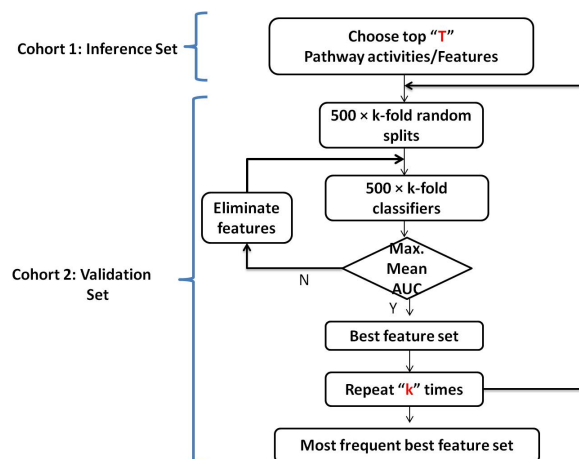 Cohort 1: Inference Set
Choose top “T”
Pathway activities/Features
500 × k-fold random
splits
500 × k-fold
classifiers
Eliminate
features
Max.
Mean
AUC
N
Y
Cohort 2: Validation
Set
Best feature set
Repeat “k” times
Most frequent best feature set